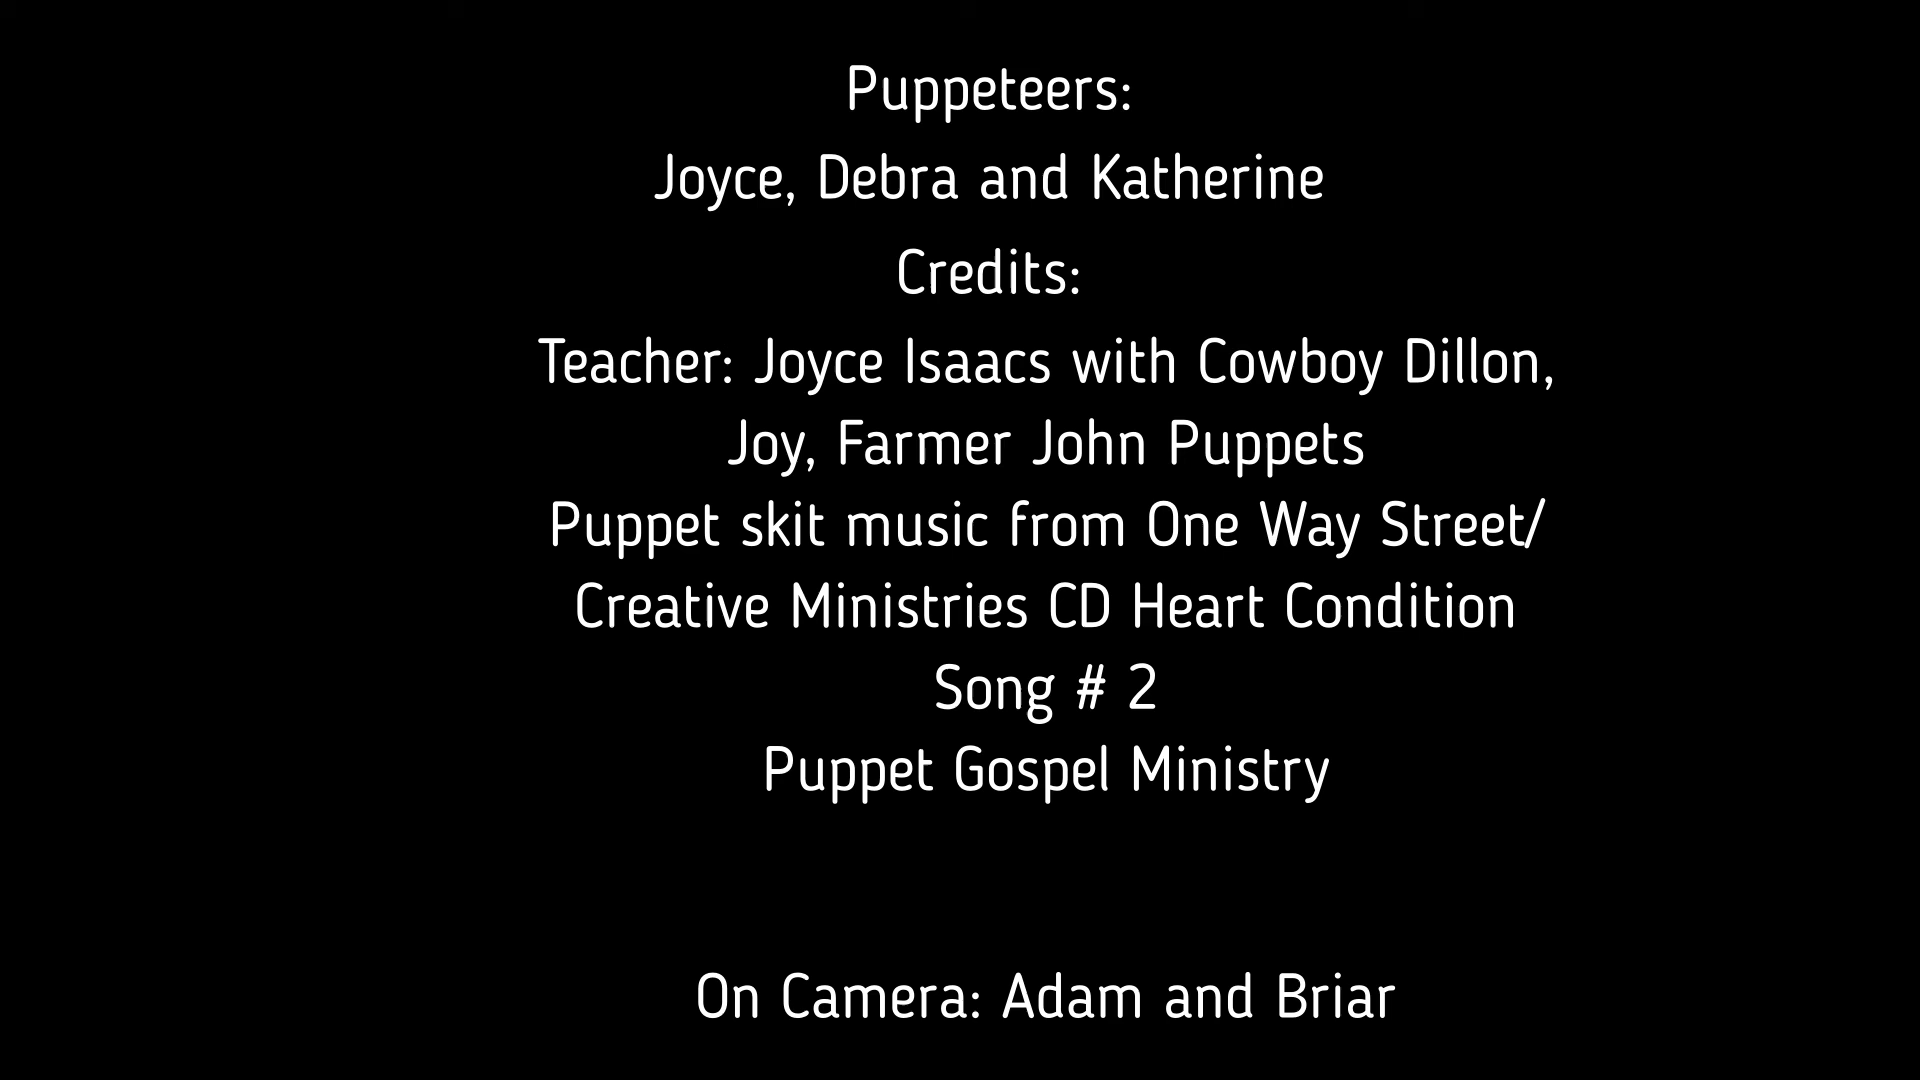 Puppeteers:
Joyce, Debra and Katherine
Credits:
Teacher: Joyce Isaacs with Cowboy Dillon,
Joy, Farmer John Puppets
Puppet skit music from One Way Street/
Creative Ministries CD Heart Condition
Song # 2
Puppet Gospel Ministry
On Camera: Adam and Briar